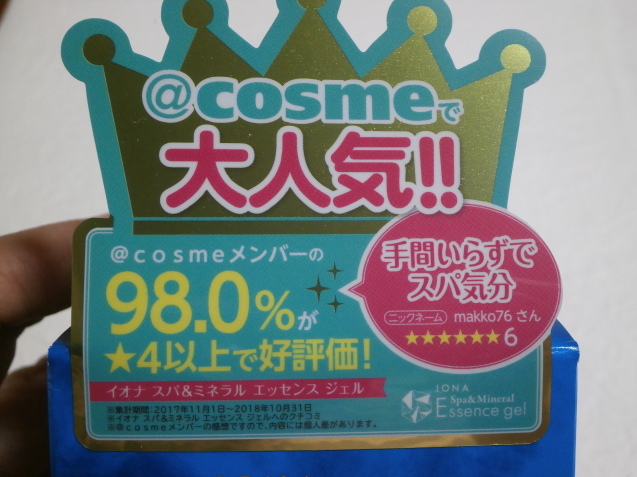 @cosmeで
大人気!!
@cosmeメンバーの
98.0%が
★4以上で好評価!
イオナ スパ&ミネラル エッセンス ジェル
※集計期間:2017年11月1日~2018年10月31日
※イオナ スパ&ミネラル エッセンス ジェルへのクチコミ
※@cosmeメンバーの感想ですので、内容には個人差があります。
手間いらずで
スパ気分
ニックネーム makko76 さん
★★★★★★6
IONA
Spa&Mineral
Essence gel